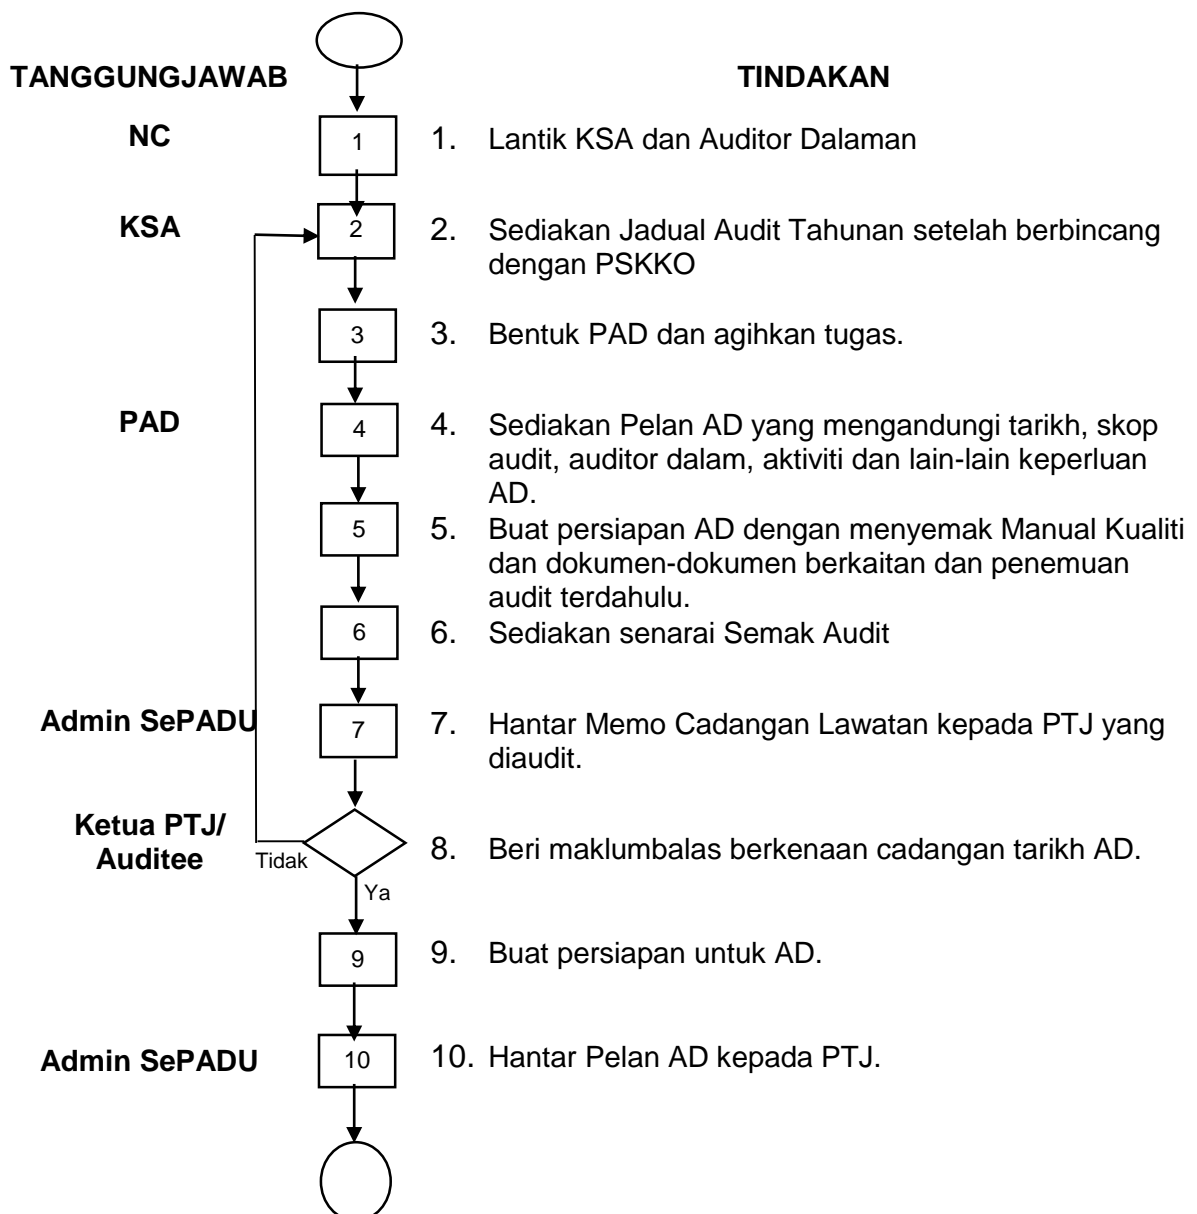 TANGGUNGJAWAB
TINDAKAN
NC
1
1. Lantik KSA dan Auditor Dalaman
KSA
2
2. Sediakan Jadual Audit Tahunan setelah berbincang
dengan PSKKO
3
3. Bentuk PAD dan agihkan tugas.
PAD
4
4. Sediakan Pelan AD yang mengandungi tarikh, skop
audit, auditor dalam, aktiviti dan lain-lain keperluan
AD.
5
5. Buat persiapan AD dengan menyemak Manual Kualiti
dan dokumen-dokumen berkaitan dan penemuan
audit terdahulu.
6
6. Sediakan senarai Semak Audit
Admin SePADU
7
7. Hantar Memo Cadangan Lawatan kepada PTJ yang
diaudit.
Ketua PTJ/
Auditee
Tidak
8. Beri maklumbalas berkenaan cadangan tarikh AD.
Ya
9
9. Buat persiapan untuk AD.
Admin SePADU
10
10. Hantar Pelan AD kepada PTJ.